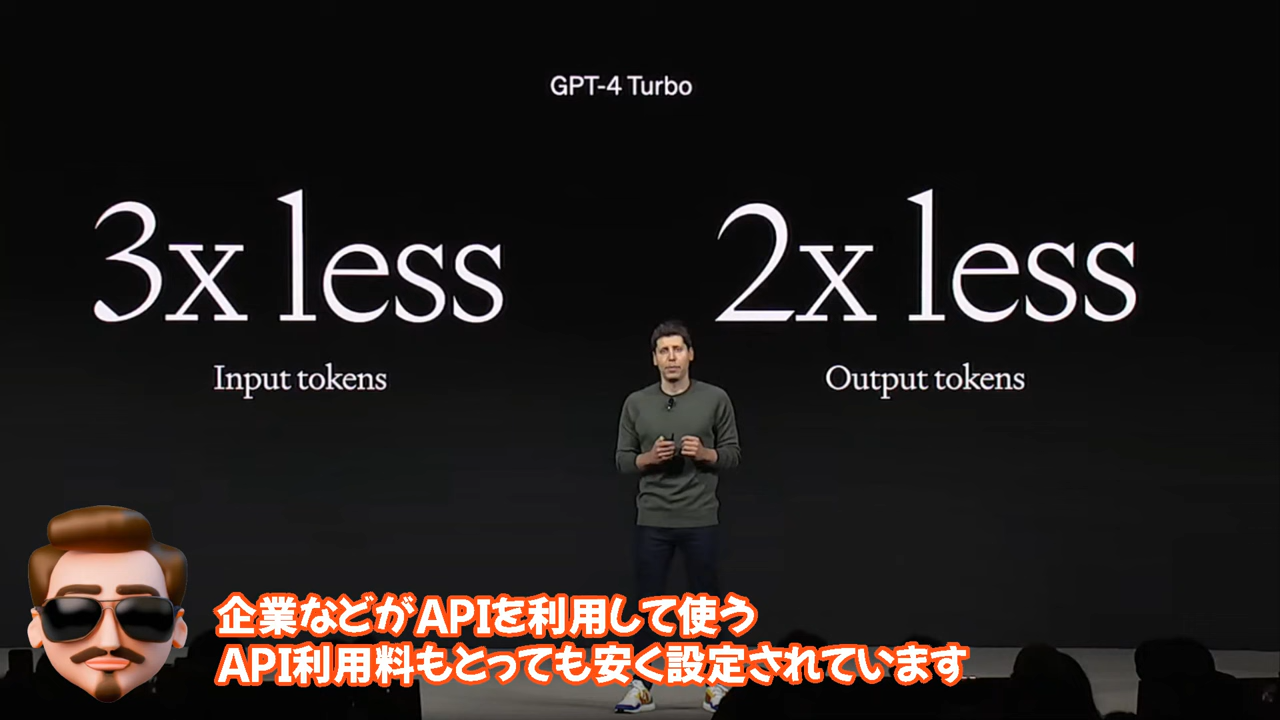 GPT-4 Turbo
3x less
2x less
Input tokens
Output tokens
企業などがAPIを利用して使う
API利用料もとっても安く設定されています